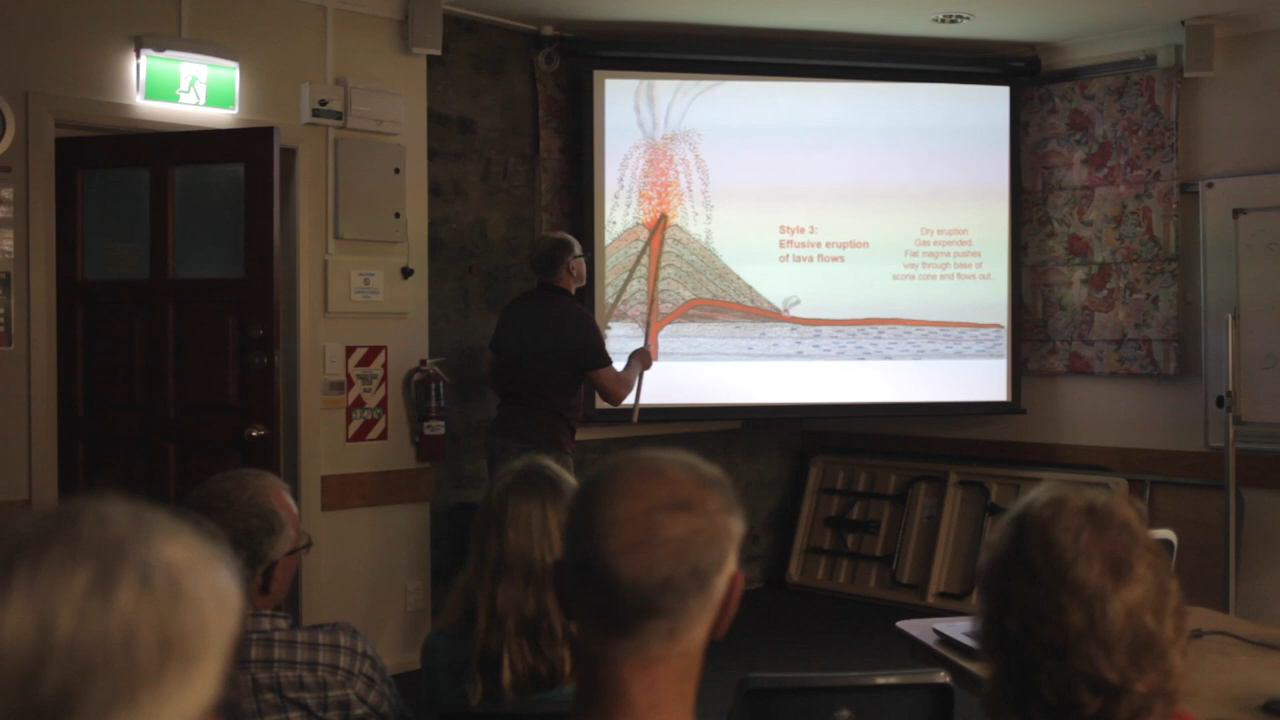 Style 3:
Effusive eruption
of lava flows
Dry eruption
Gas expended.
Flat magma pushes
way through base of
scoria cone and flows out.